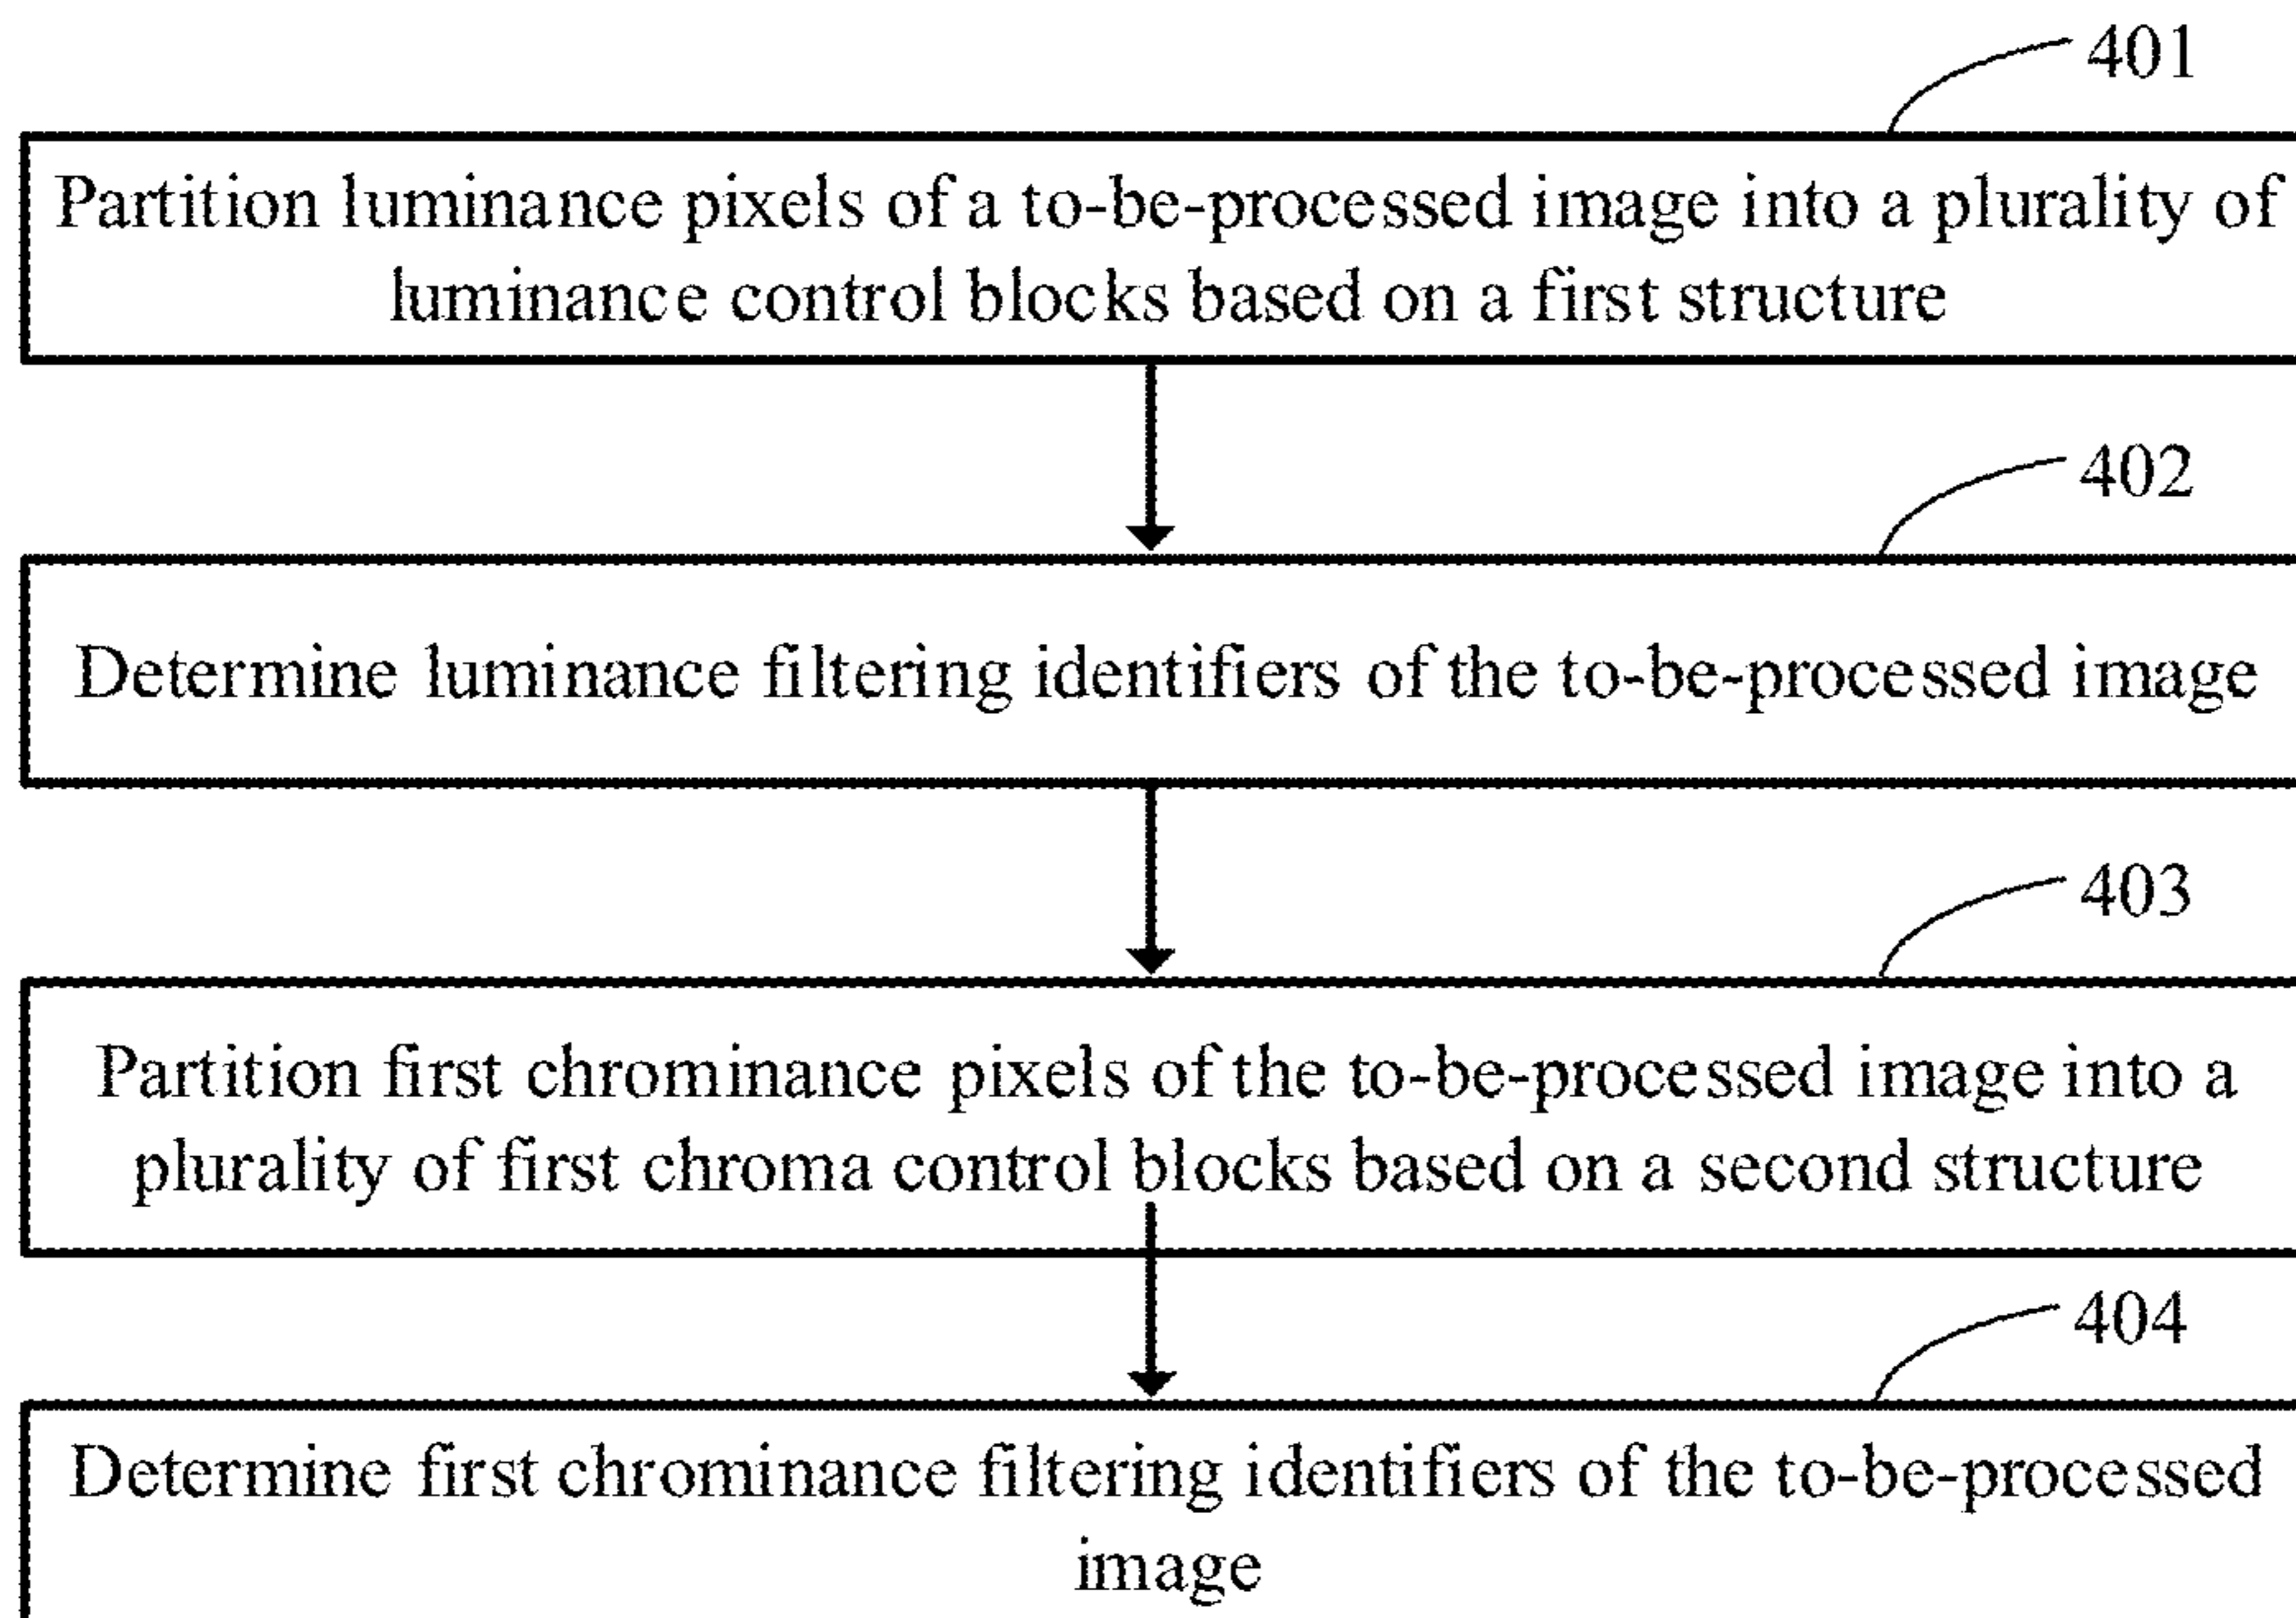 401
Partition luminance pixels of a to-be-processed image into a plurality of
luminance control blocks based on a first structure
402
Determine luminance filtering identifiers of the to-be-processed image
403
Partition first chrominance pixels of the to-be-processed image into a
plurality of first chroma control blocks based on a second structure
404
Determine first chrominance filtering identifiers of the to-be-processed
image